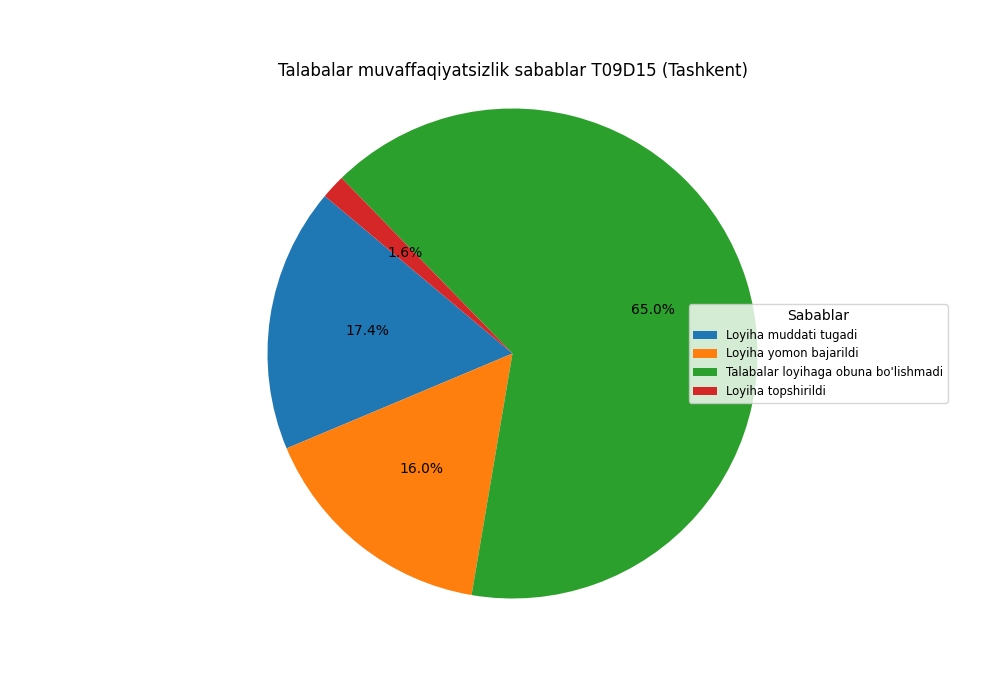 Talabalar muvaffaqiyatsizlik sabablar T09D15 (Tashkent)
1.6%
65.0%
17.4%
16.0%
Sabablar
Loyiha muddati tugadi
Loyiha yomon bajarildi
Talabalar loyihaga obuna bo'lishmadi
Loyiha topshirildi